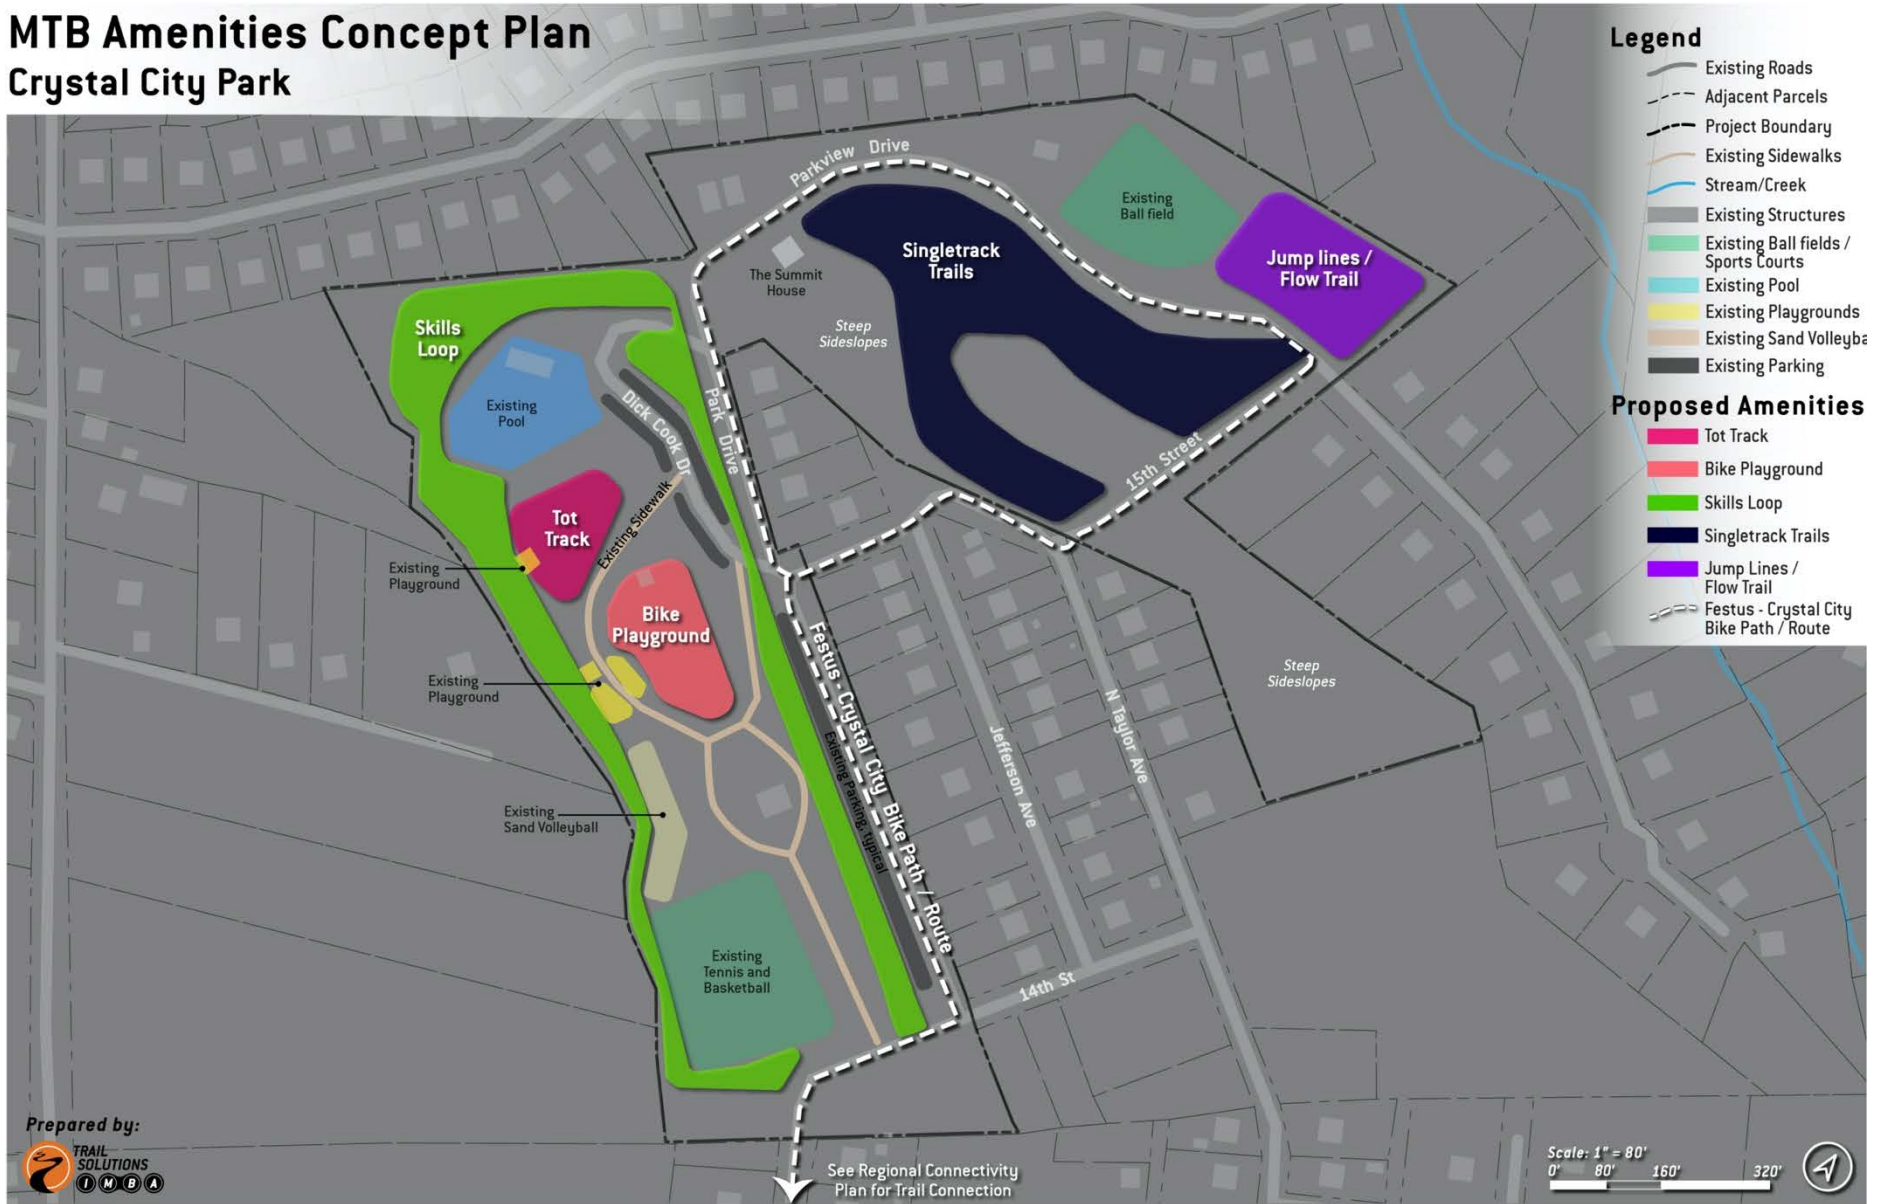 MTB Amenities Concept Plan
Crystal City Park
Legend
Existing Roads
Adjacent Parcels
Project Boundary
Existing Sidewalks
Stream/Creek
Existing Structures
Existing Ball fields /
Sports Courts
Existing Pool
Existing Playgrounds
Existing Sand Volleyba
Existing Parking
Proposed Amenities
Tot Track
Bike Playground
Skills Loop
Singletrack Trails
Jump Lines /
Flow Trail
Festus - Crystal City
Bike Path / Route
Parkview Drive
Existing
Ball field
Singletrack
Trails
Jump lines /
Flow Trail
The Summit
House
Steep
Sideslopes
Skills
Loop
Existing
Pool
Dick Cook Dr
Park Drive
15th Street
Tot
Track
Existing Sidewalk
Existing
Playground
Bike
Playground
Existing
Playground
Festus - Crystal City Bike Path / Route
Existing Parking, typical
Jefferson Ave
N Taylor Ave
Steep
Sideslopes
Existing
Sand Volleyball
Existing
Tennis and
Basketball
14th St
See Regional Connectivity
Plan for Trail Connection
Prepared by:
TRAIL
SOLUTIONS
IMBA
Scale: 1" = 80'
0' 80' 160' 320'